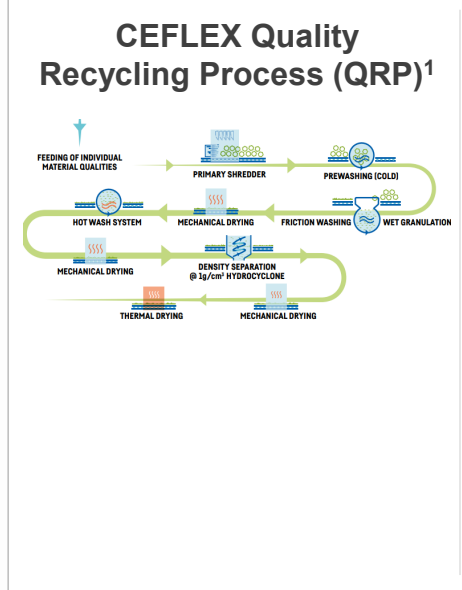 CEFLEX Quality
Recycling Process (QRP)¹
FEEDING OF INDIVIDUAL
MATERIAL QUALITIES
PRIMARY SHREDDER
PREWASHING (COLD)
HOT WASH SYSTEM
MECHANICAL DRYING
FRICTION WASHING
WET GRANULATION
MECHANICAL DRYING
DENSITY SEPARATION
@ 1g/cm³ HYDROCYCLONE
THERMAL DRYING
MECHANICAL DRYING